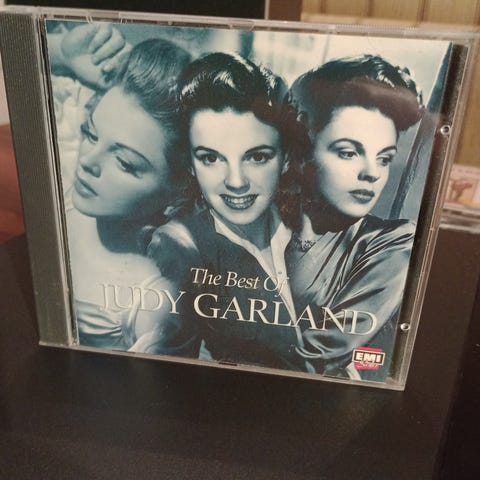 The Best Of
JUDY GARLAND
EMI